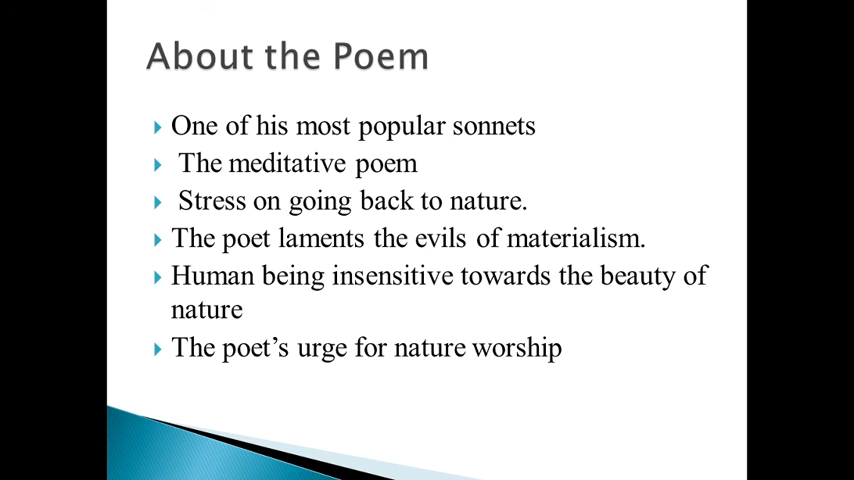 About the Poem
One of his most popular sonnets
The meditative poem
Stress on going back to nature.
The poet laments the evils of materialism.
Human being insensitive towards the beauty of
nature
The poet’s urge for nature worship